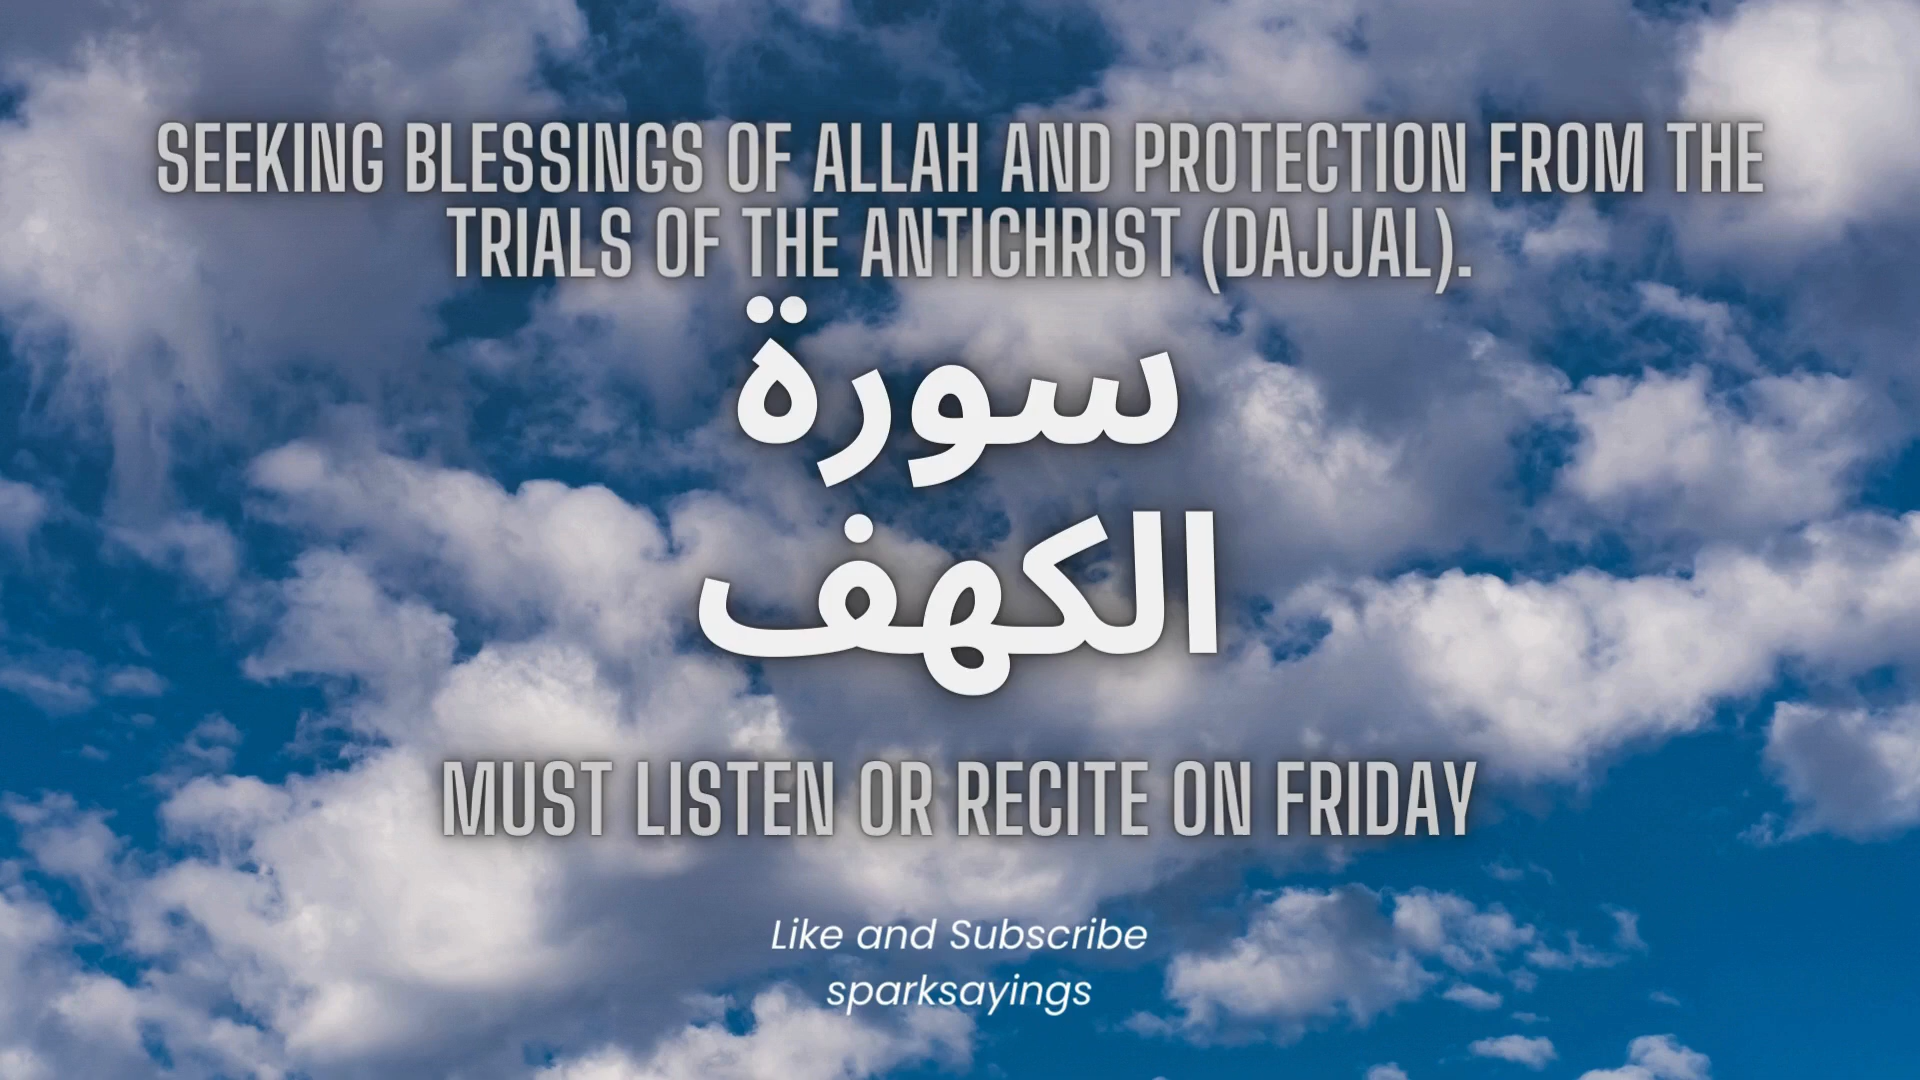 SEEKING BLESSINGS OF ALLAH AND PROTECTION FROM THE
TRIALS OF THE ANTICHRIST (DAJJAL).
سورة
الكهف
MUST LISTEN OR RECITE ON FRIDAY
Like and Subscribe
sparksayings